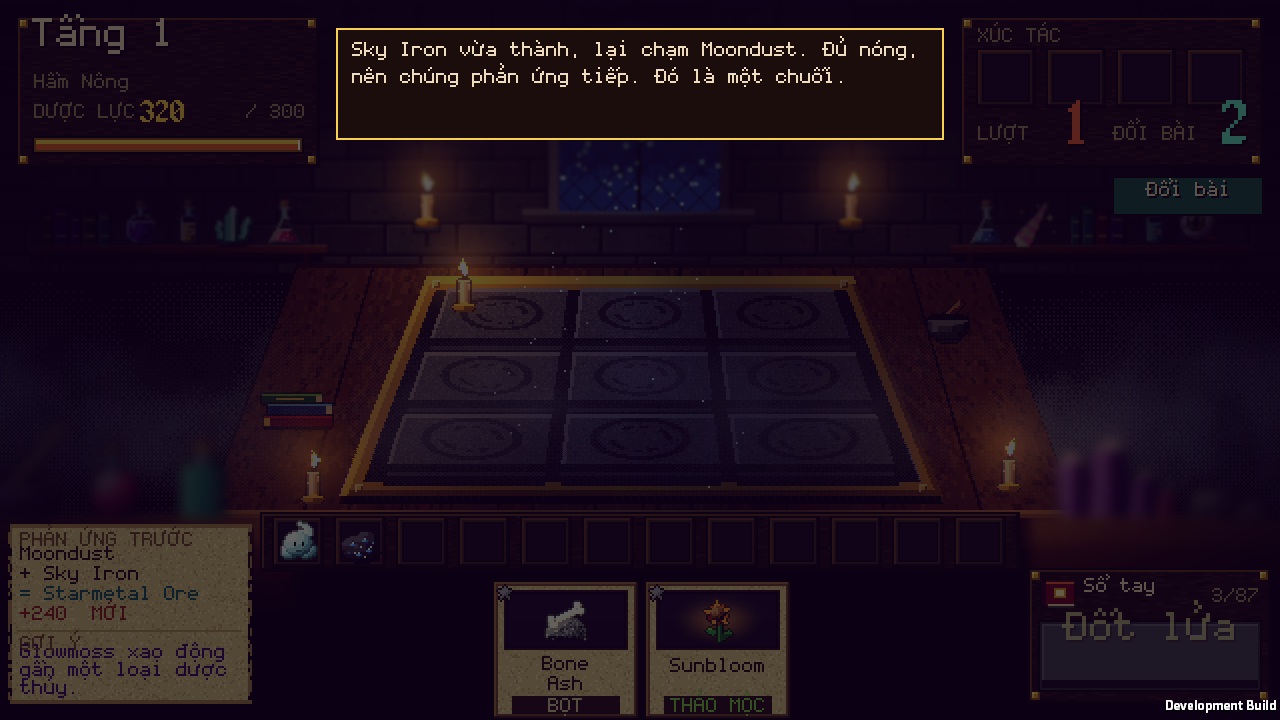 Tầng 1
Hầm Nông
DƯỢC LỰC 320 / 300
Sky Iron vừa thành, lại chạm Moondust. Đủ nóng,
nên chúng phản ứng tiếp. Đó là một chuỗi.
XÚC TÁC
LƯỢT 1 ĐỔI BÀI 2
Đổi bài
PHẢN ỨNG TRƯỚC
Moondust
+ Sky Iron
= Starmetal Ore
+240 MỚI
GỢI Ý
Glowmoss xao động
gần một loại dược
thủy.
Bone
Ash
BỘT
Sunbloom
THẢO MỘC
Sổ tay
3/87
Đốt lửa
Development Build